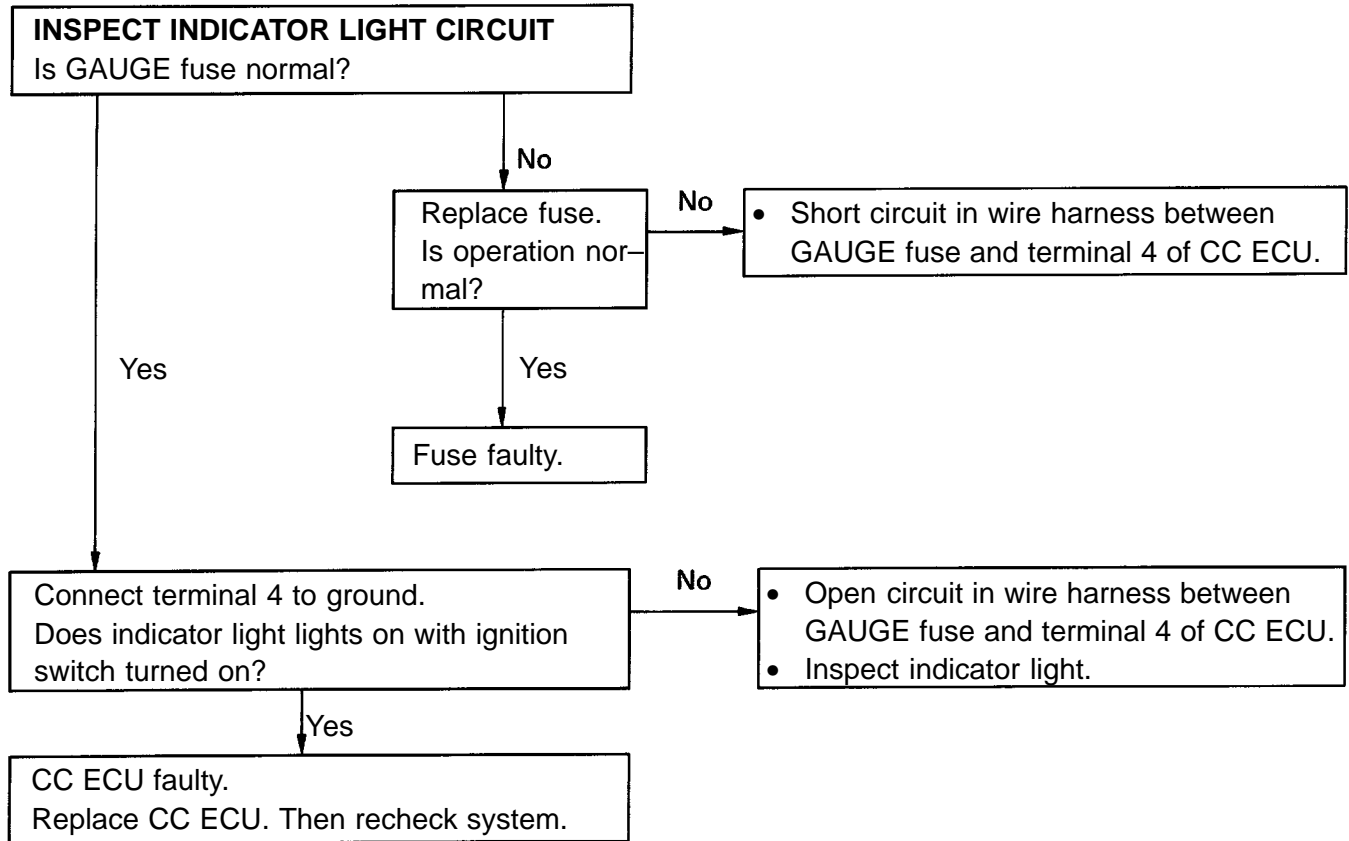 INSPECT INDICATOR LIGHT CIRCUIT
Is GAUGE fuse normal?
No
Replace fuse.
Is operation nor–
mal?
No
• Short circuit in wire harness between
GAUGE fuse and terminal 4 of CC ECU.
Yes
Yes
Fuse faulty.
Connect terminal 4 to ground.
Does indicator light lights on with ignition
switch turned on?
No
• Open circuit in wire harness between
GAUGE fuse and terminal 4 of CC ECU.
• Inspect indicator light.
Yes
CC ECU faulty.
Replace CC ECU. Then recheck system.